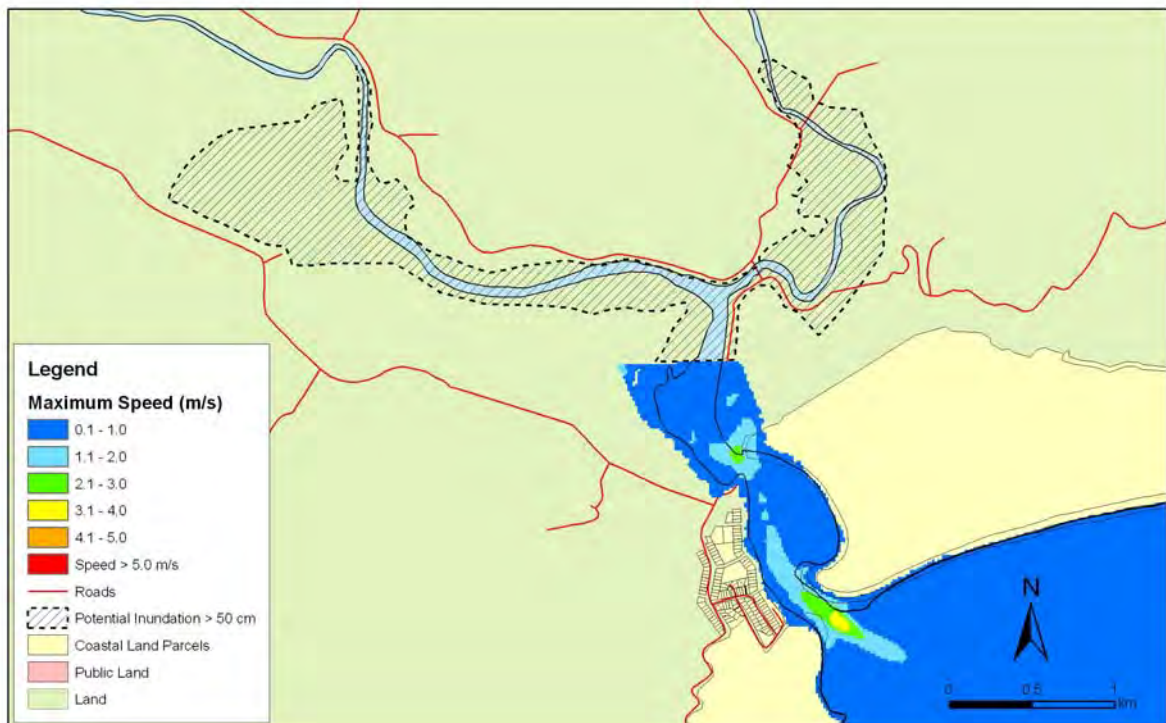 Legend
Maximum Speed (m/s)
0.1 - 1.0
1.1 - 2.0
2.1 - 3.0
3.1 - 4.0
4.1 - 5.0
Speed > 5.0 m/s
Roads
Potential Inundation > 50 cm
Coastal Land Parcels
Public Land
Land
N
0 0.5 1
km